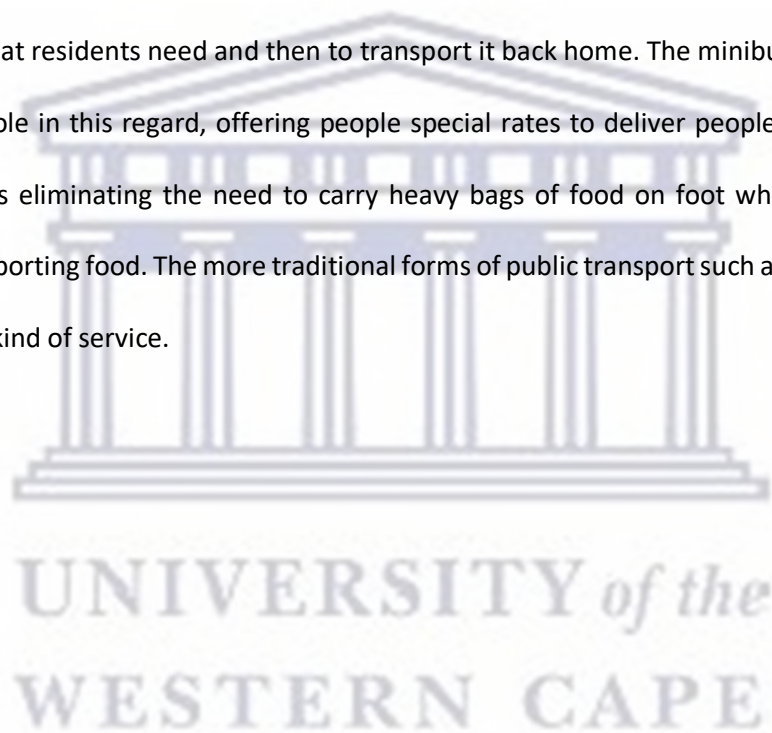 at residents need and then to transport it back home. The minibu
ole in this regard, offering people special rates to deliver people
s eliminating the need to carry heavy bags of food on foot wh
porting food. The more traditional forms of public transport such a
kind of service.
UNIVERSITY of the
WESTERN CAPE